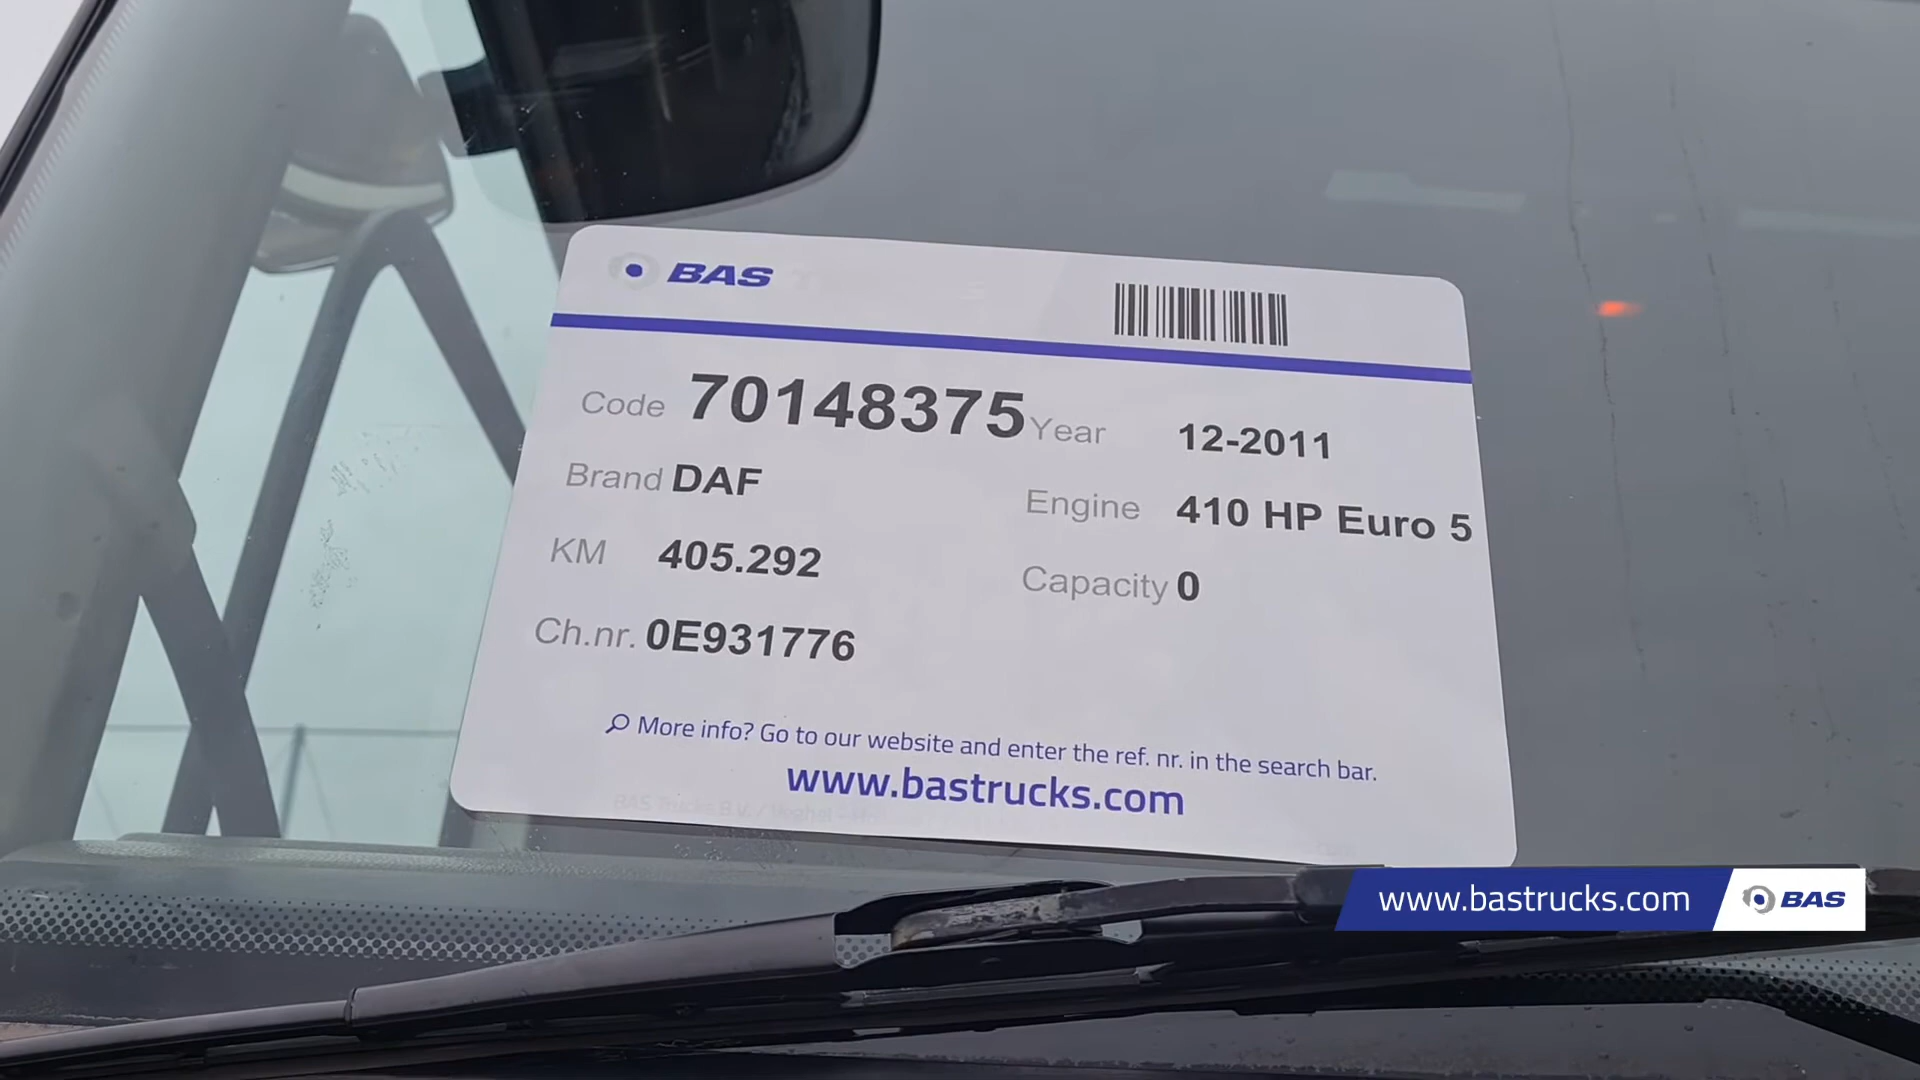 BAS
Code 70148375 Year 12-2011
Brand DAF Engine 410 HP Euro 5
KM 405.292 Capacity 0
Ch.nr. 0E931776
More info? Go to our website and enter the ref. nr. in the search bar.
www.bastrucks.com
www.bastrucks.com BAS